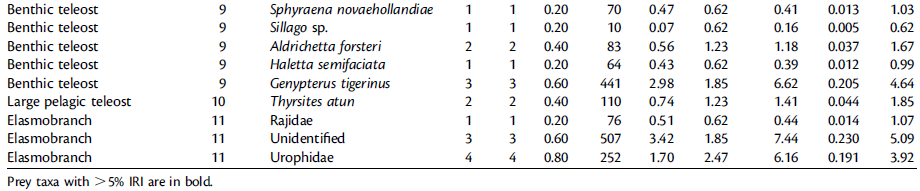 Benthic teleost 9 Sphyraena novaehollandiae 1 1 0.20 70 0.47 0.62 0.41 0.013 1.03
Benthic teleost 9 Sillago sp. 1 1 0.20 10 0.07 0.62 0.16 0.005 0.62
Benthic teleost 9 Aldrichetta forsteri 2 2 0.40 83 0.56 1.23 1.18 0.037 1.67
Benthic teleost 9 Haletta semifaciata 1 1 0.20 64 0.43 0.62 0.39 0.012 0.99
Benthic teleost 9 Genypterus tigerinus 3 3 0.60 441 2.98 1.85 6.62 0.205 4.64
Large pelagic teleost 10 Thyrsites atun 2 2 0.40 110 0.74 1.23 1.41 0.044 1.85
Elasmobranch 11 Rajidae 1 1 0.20 76 0.51 0.62 0.44 0.014 1.07
Elasmobranch 11 Unidentified 3 3 0.60 507 3.42 1.85 7.44 0.230 5.09
Elasmobranch 11 Urophidae 4 4 0.80 252 1.70 2.47 6.16 0.191 3.92
Prey taxa with >5% IRI are in bold.